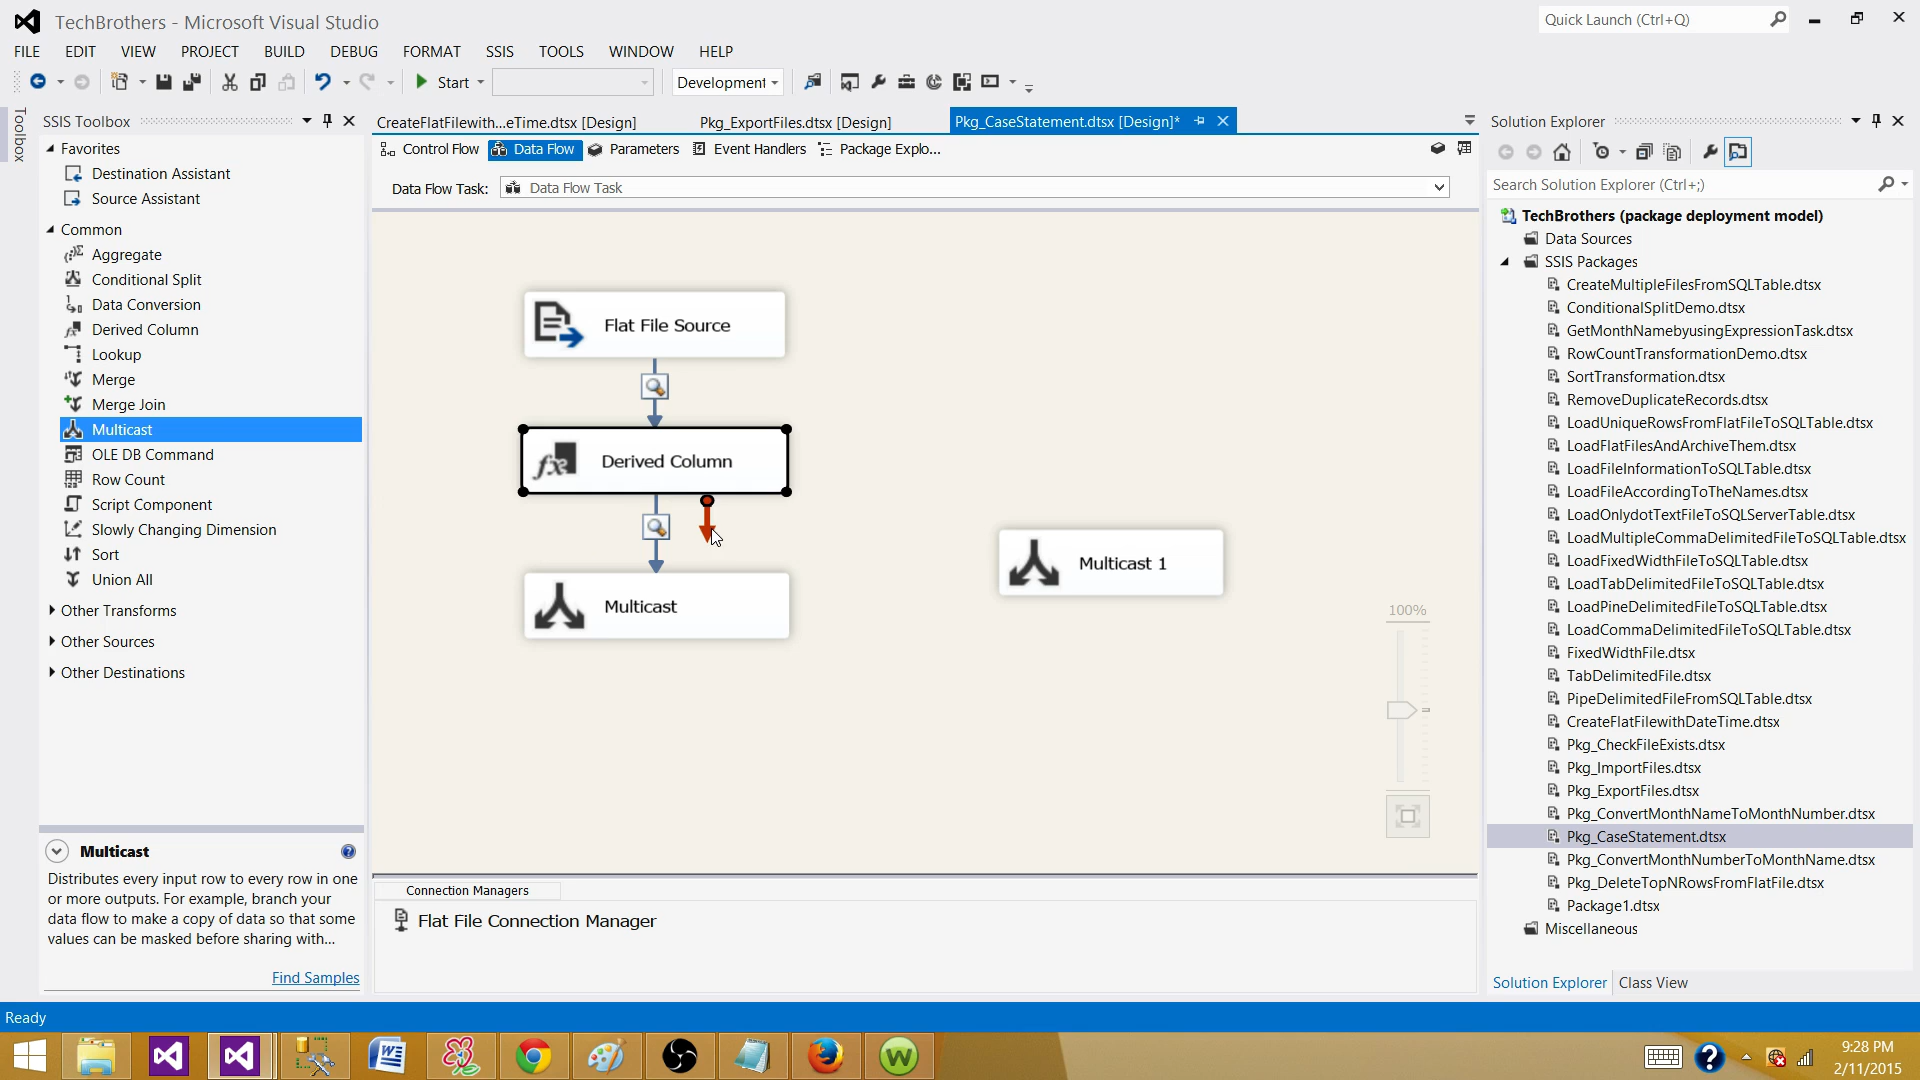 TechBrothers - Microsoft Visual Studio
Quick Launch (Ctrl+Q)
FILE EDIT VIEW PROJECT BUILD DEBUG FORMAT SSIS TOOLS WINDOW HELP
Start
Development
Toolbox
SSIS Toolbox
Favorites
Destination Assistant
Source Assistant
Common
Aggregate
Conditional Split
Data Conversion
Derived Column
Lookup
Merge
Merge Join
Multicast
OLE DB Command
Row Count
Script Component
Slowly Changing Dimension
Sort
Union All
Other Transforms
Other Sources
Other Destinations
Multicast
Distributes every input row to every row in one
or more outputs. For example, branch your
data flow to make a copy of data so that some
values can be masked before sharing with...
Find Samples
CreateFlatFilewith...eTime.dtsx [Design]
Pkg_ExportFiles.dtsx [Design]
Pkg_CaseStatement.dtsx [Design]*
Control Flow
Data Flow
Parameters
Event Handlers
Package Explo...
Data Flow Task:
Data Flow Task
Flat File Source
fx
Derived Column
Multicast
Multicast 1
100%
Connection Managers
Flat File Connection Manager
Solution Explorer
Search Solution Explorer (Ctrl+;)
TechBrothers (package deployment model)
Data Sources
SSIS Packages
CreateMultipleFilesFromSQLTable.dtsx
ConditionalSplitDemo.dtsx
GetMonthNamebyusingExpressionTask.dtsx
RowCountTransformationDemo.dtsx
SortTransformation.dtsx
RemoveDuplicateRecords.dtsx
LoadUniqueRowsFromFlatFileToSQLTable.dtsx
LoadFlatFilesAndArchiveThem.dtsx
LoadFileInformationToSQLTable.dtsx
LoadFileAccordingToTheNames.dtsx
LoadOnlydotTextFileToSQLServerTable.dtsx
LoadMultipleCommaDelimitedFileToSQLTable.dtsx
LoadFixedWidthFileToSQLTable.dtsx
LoadTabDelimitedFileToSQLTable.dtsx
LoadPineDelimitedFileToSQLTable.dtsx
LoadCommaDelimitedFileToSQLTable.dtsx
FixedWidthFile.dtsx
TabDelimitedFile.dtsx
PipeDelimitedFileFromSQLTable.dtsx
CreateFlatFilewithDateTime.dtsx
Pkg_CheckFileExists.dtsx
Pkg_ImportFiles.dtsx
Pkg_ExportFiles.dtsx
Pkg_ConvertMonthNameToMonthNumber.dtsx
Pkg_CaseStatement.dtsx
Pkg_ConvertMonthNumberToMonthName.dtsx
Pkg_DeleteTopNRowsFromFlatFile.dtsx
Package1.dtsx
Miscellaneous
Solution Explorer
Class View
Ready
9:28 PM
2/11/2015